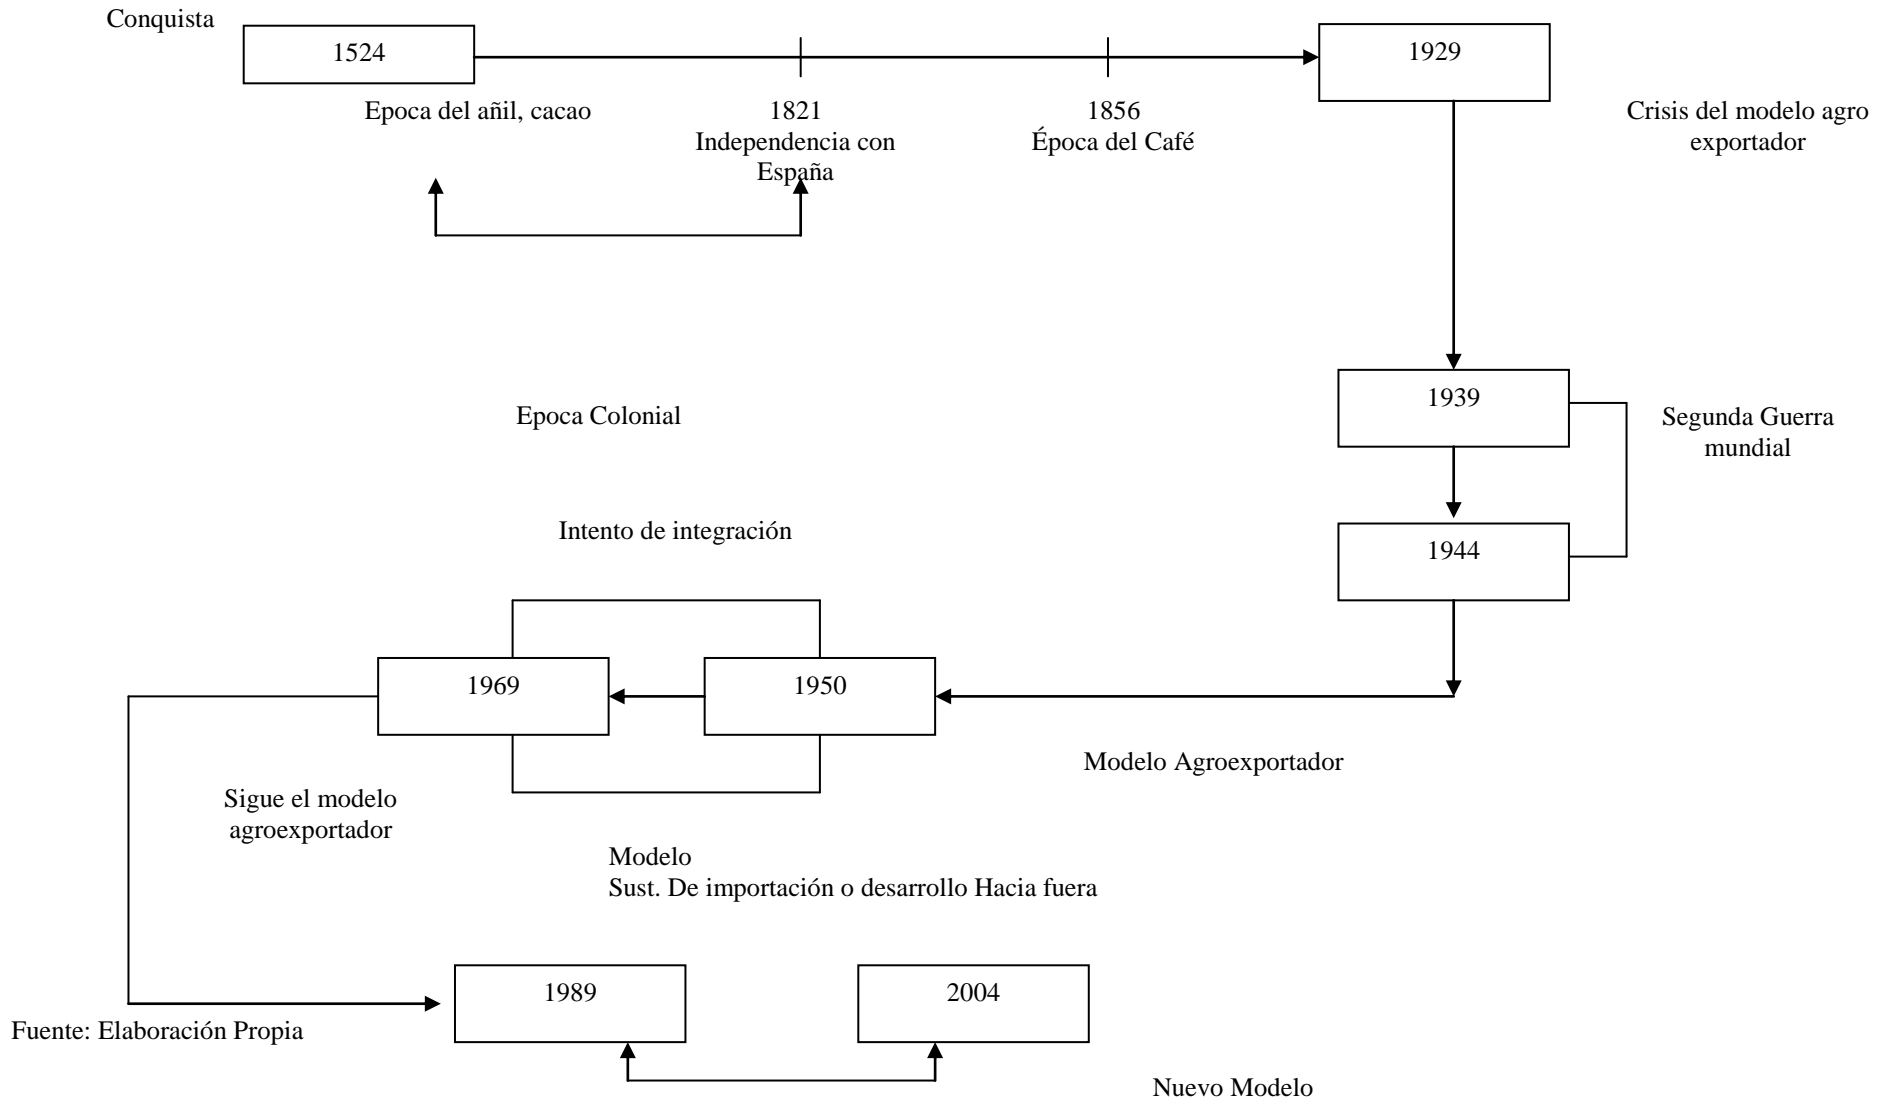 Conquista
1524
1929
Epoca del añil, cacao
1821
Independencia con
España
1856
Época del Café
Crisis del modelo agro
exportador
1939
Epoca Colonial
Segunda Guerra
mundial
1944
Intento de integración
1969
1950
Modelo Agroexportador
Sigue el modelo
agroexportador
Modelo
Sust. De importación o desarrollo Hacia fuera
1989
2004
Fuente: Elaboración Propia
Nuevo Modelo